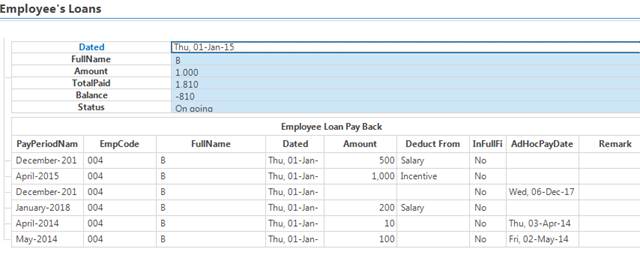 Employee's Loans
Dated Thu, 01-Jan-15
FullName B
Amount 1.000
TotalPaid 1.810
Balance -810
Status On going
Employee Loan Pay Back
PayPeriodNam EmpCode FullName Dated Amount Deduct From InFullFi AdHocPayDate Remark
December-201 004 B Thu, 01-Jan- 500 Salary No
April-2015 004 B Thu, 01-Jan- 1,000 Incentive No
December-201 004 B Thu, 01-Jan- No Wed, 06-Dec-17
January-2018 004 B Thu, 01-Jan- 200 Salary No
April-2014 004 B Thu, 01-Jan- 10 No Thu, 03-Apr-14
May-2014 004 B Thu, 01-Jan- 100 No Fri, 02-May-14